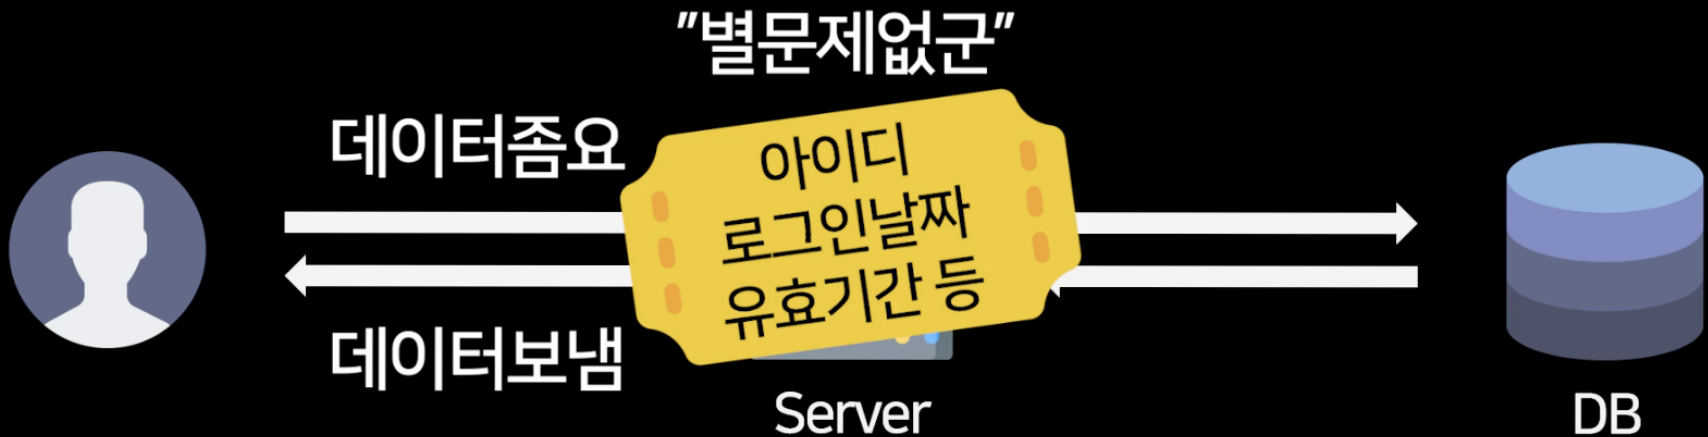 "별문제없군"
데이터좀요
아이디
로그인날짜
유효기간 등
데이터보냄
Server
DB